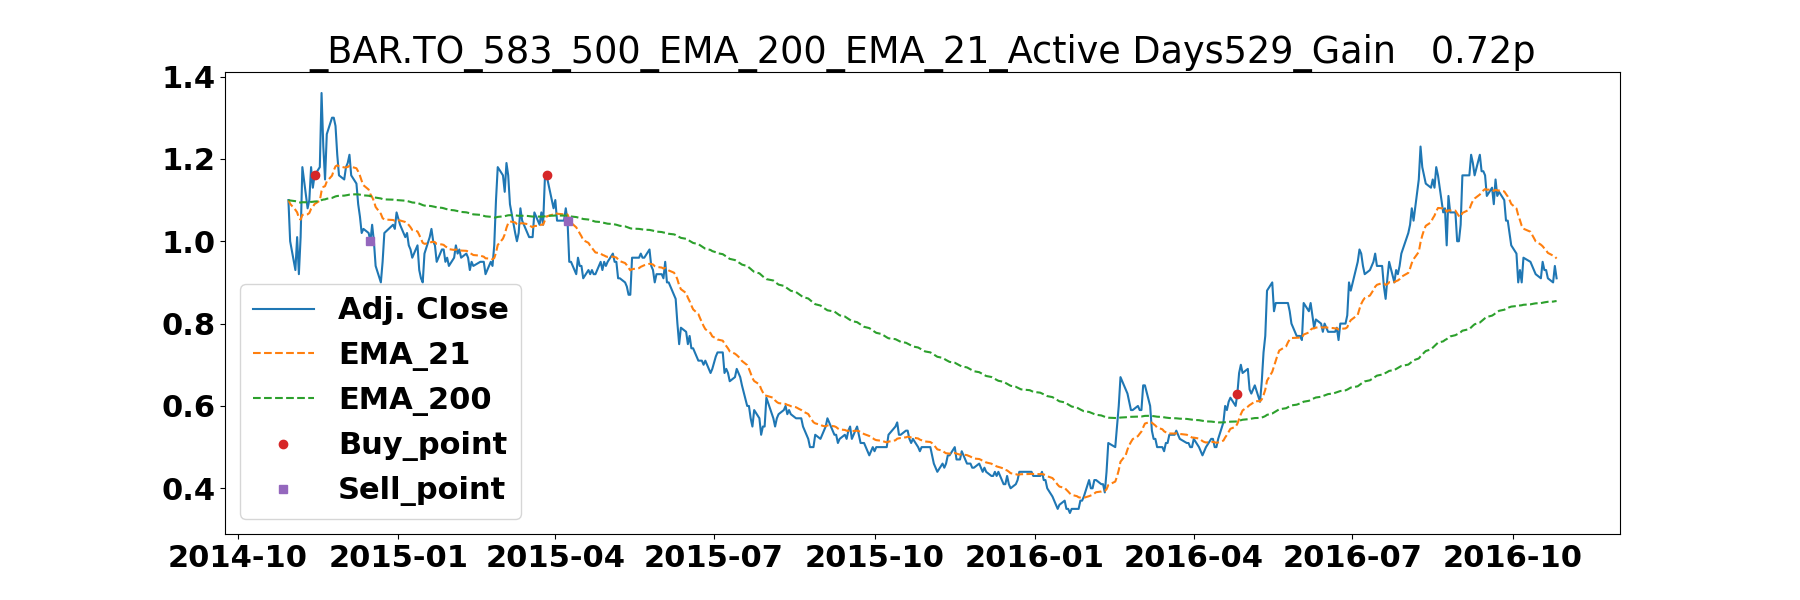 _BAR.TO_583_500_EMA_200_EMA_21_Active Days529_Gain   0.72p
1.4
1.2
1.0
0.8
0.6
0.4
Adj. Close
EMA_21
EMA_200
Buy_point
Sell_point
2014-10 2015-01 2015-04 2015-07 2015-10 2016-01 2016-04 2016-07 2016-10